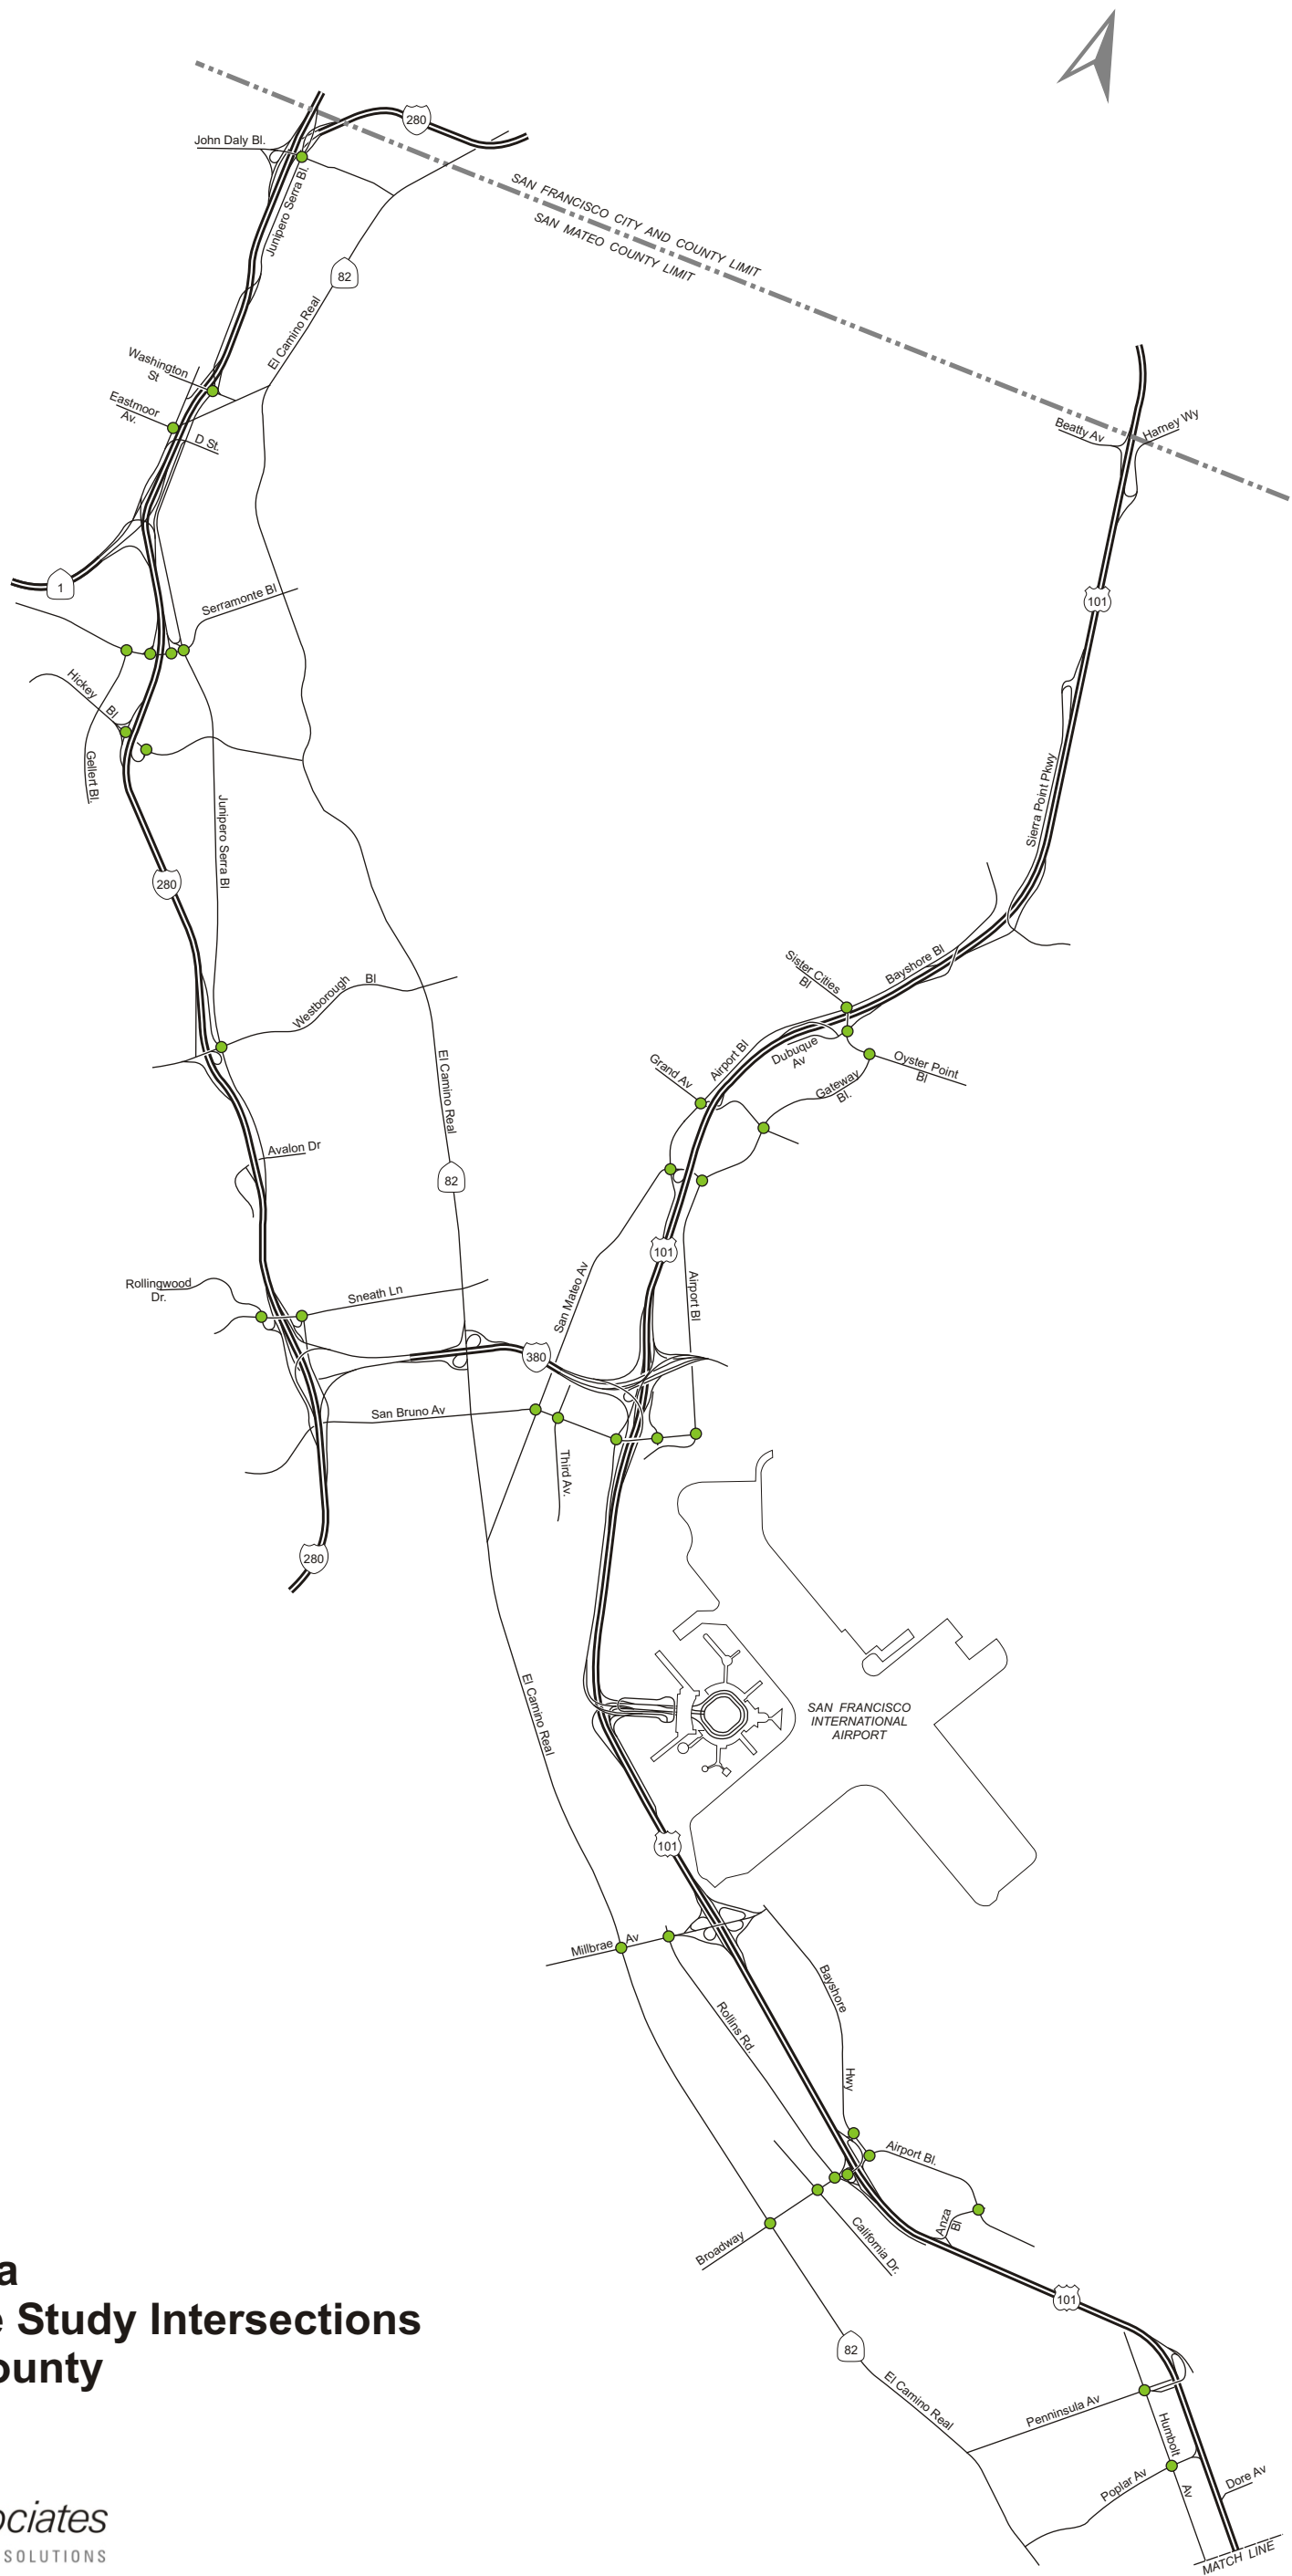 280
John Daly Bl.
Junipero Serra Bl.
SAN FRANCISCO CITY AND COUNTY LIMIT
SAN MATEO COUNTY LIMIT
82
El Camino Real
Washington
St
Eastmoor
Av.
D St.
Beatty Av
Harney Wy
1
Serramonte Bl
101
Hickey Bl
Gellert Bl.
Junipero Serra Bl
Sierra Point Pkwy
280
Westborough Bl
Sister Cities
Bl
Bayshore Bl
Airport Bl
Dubuque
Av
Grand Av
Oyster Point
Bl
Gateway
Bl.
El Camino Real
Avalon Dr
82
101
Rollingwood
Dr.
Sneath Ln
San Mateo Av
Airport Bl
380
San Bruno Av
Third Av.
280
El Camino Real
SAN FRANCISCO
INTERNATIONAL
AIRPORT
101
Millbrae Av
Bayshore Hwy
Rollins Rd.
Airport Bl.
Anza
Bl
California Dr.
Broadway
101
82
El Camino Real
Penninsula Av
Humbolt Av
Poplar Av
Dore Av
MATCH LINE
a
e Study Intersections
ounty
ociates
SOLUTIONS